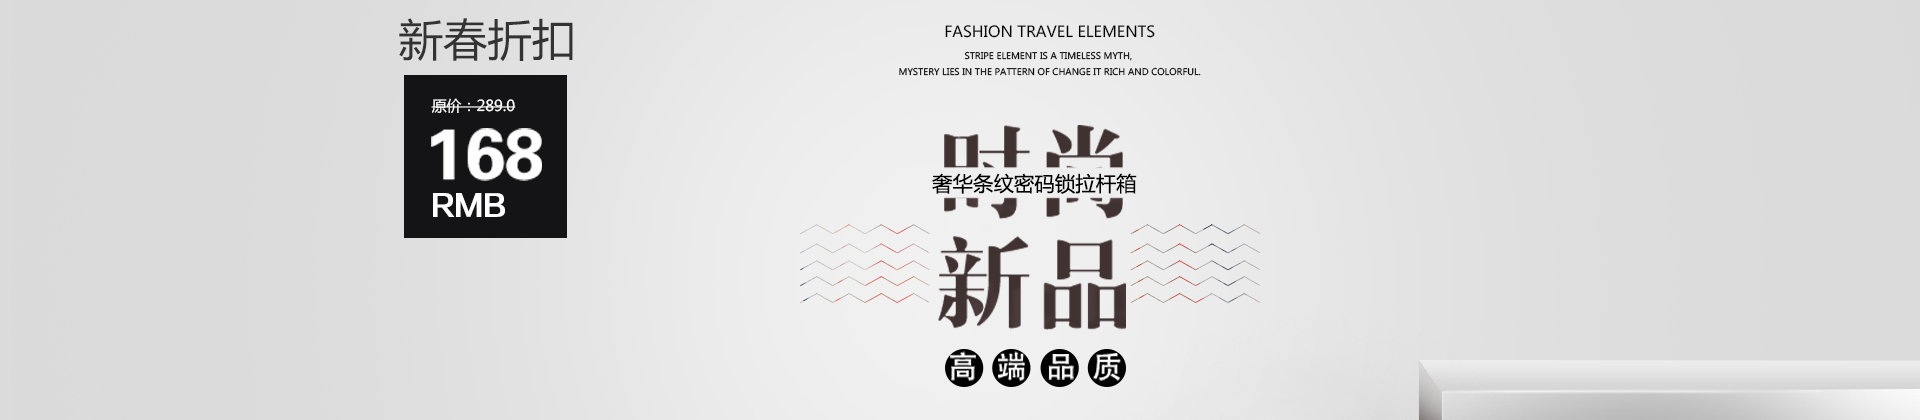 新春折扣
原价：289.0
168
RMB
FASHION TRAVEL ELEMENTS
STRIPE ELEMENT IS A TIMELESS MYTH,
MYSTERY LIES IN THE PATTERN OF CHANGE IT RICH AND COLORFUL.
时尚
奢华条纹密码锁拉杆箱
新品
高端品质